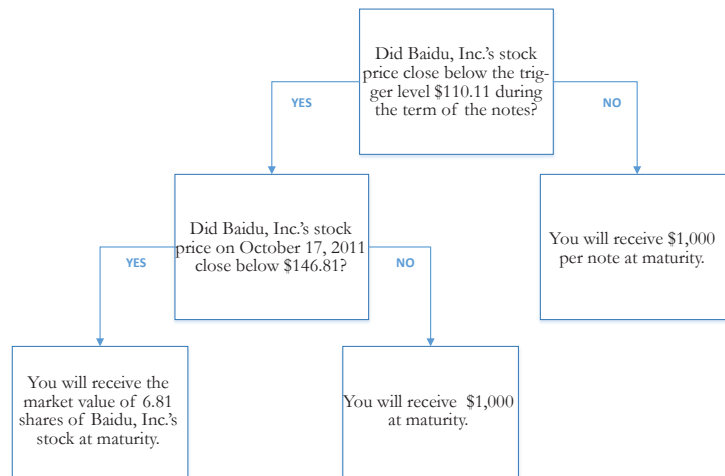 Did Baidu, Inc.'s stock
price close below the trig-
ger level $110.11 during
the term of the notes?
YES
NO
Did Baidu, Inc.'s stock
price on October 17, 2011
close below $146.81?
You will receive $1,000
per note at maturity.
YES
NO
You will receive the
market value of 6.81
shares of Baidu, Inc.'s
stock at maturity.
You will receive $1,000
at maturity.